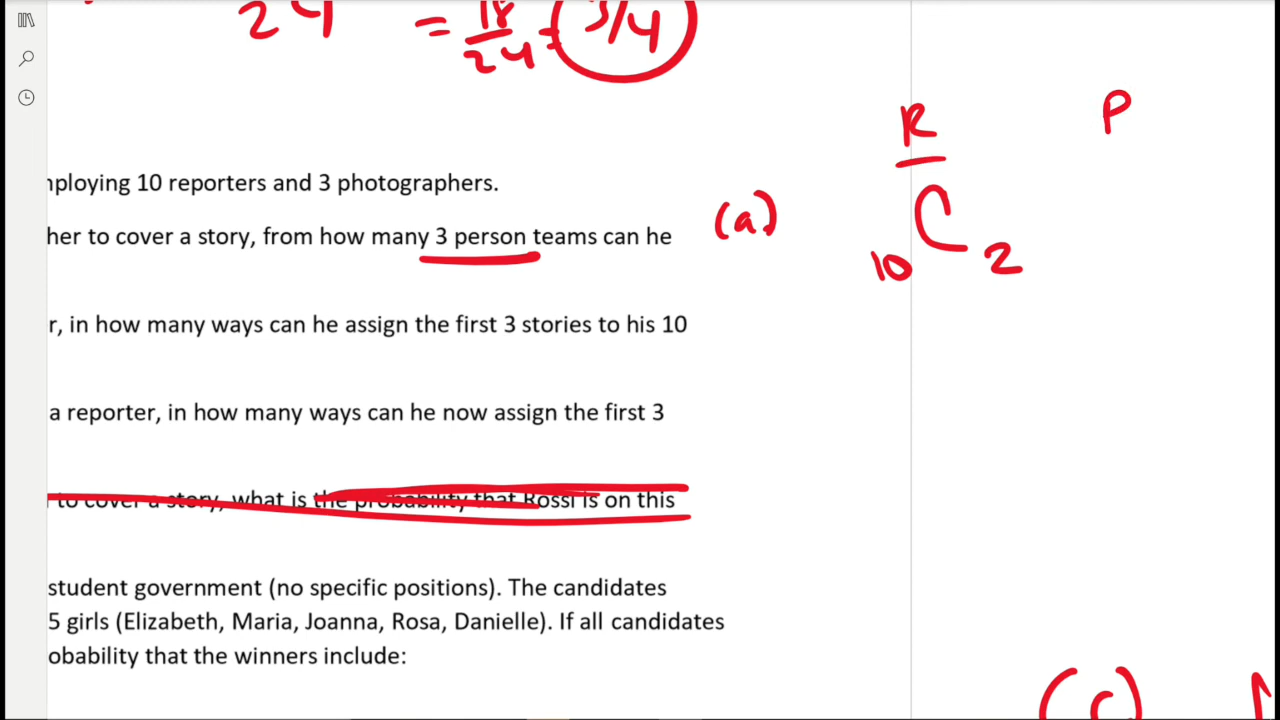 24 = 18/24 = 3/4
R P
mploying 10 reporters and 3 photographers.
(a) 10 C 2
her to cover a story, from how many 3 person teams can he
r, in how many ways can he assign the first 3 stories to his 10
a reporter, in how many ways can he now assign the first 3
to cover a story, what is the probability that Rossi is on this
student government (no specific positions). The candidates
5 girls (Elizabeth, Maria, Joanna, Rosa, Danielle). If all candidates
obability that the winners include:
(c)